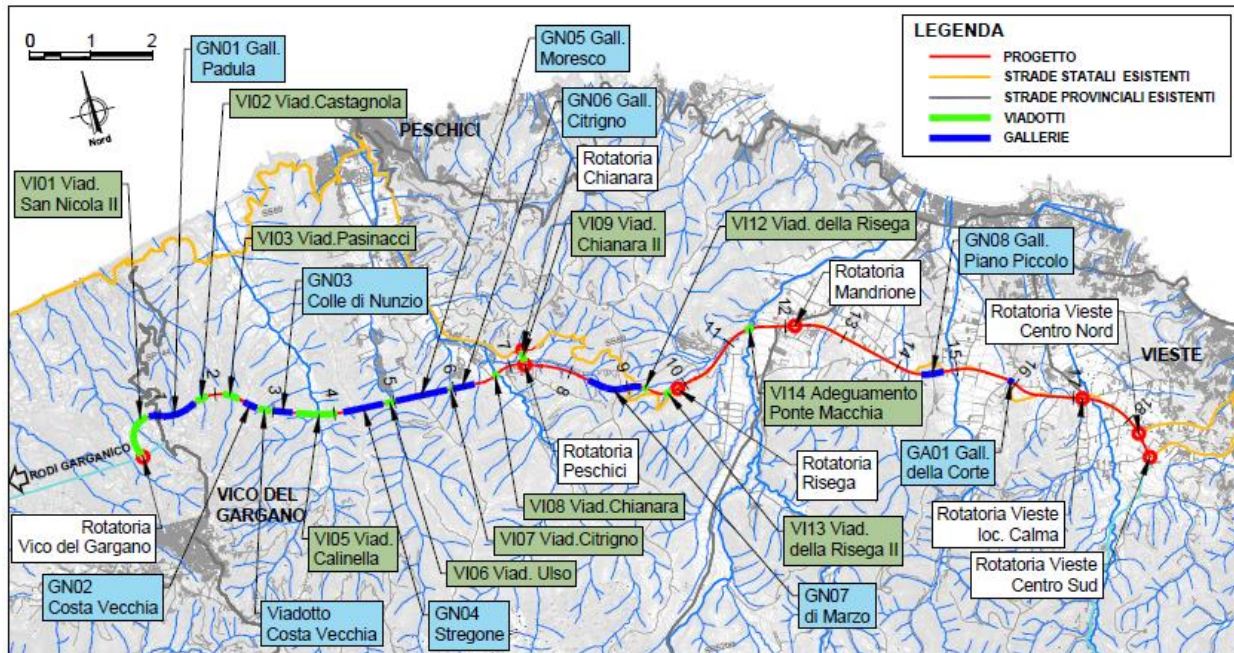 0 1 2
Nord
GN01 Gall.
Padula
VI02 Viad.Castagnola
VI01 Viad.
San Nicola II
VI03 Viad.Pasinacci
GN03
Colle di Nunzio
PESCHICI
GN05 Gall.
Moresco
GN06 Gall.
Citrigno
Rotatoria
Chianara
VI09 Viad.
Chianara II
VI12 Viad. della Risega
Rotatoria
Mandrione
GN08 Gall.
Piano Piccolo
Rotatoria Vieste
Centro Nord
VIESTE
LEGENDA
PROGETTO
STRADE STATALI ESISTENTI
STRADE PROVINCIALI ESISTENTI
VIADOTTI
GALLERIE
SS89
SS89
1
2
3
4
5
6
7
8
9
10
11
12
13
14
15
16
17
18
RODI GARGANICO
VICO DEL
GARGANO
Rotatoria
Vico del Gargano
GN02
Costa Vecchia
Viadotto
Costa Vecchia
VI05 Viad.
Calinella
GN04
Stregone
VI06 Viad. Ulso
VI07 Viad.Citrigno
VI08 Viad.Chianara
Rotatoria
Peschici
Rotatoria
Risega
VI13 Viad.
della Risega II
GN07
di Marzo
VI14 Adeguamento
Ponte Macchia
GA01 Gall.
della Corte
Rotatoria Vieste
loc. Calma
Rotatoria Vieste
Centro Sud